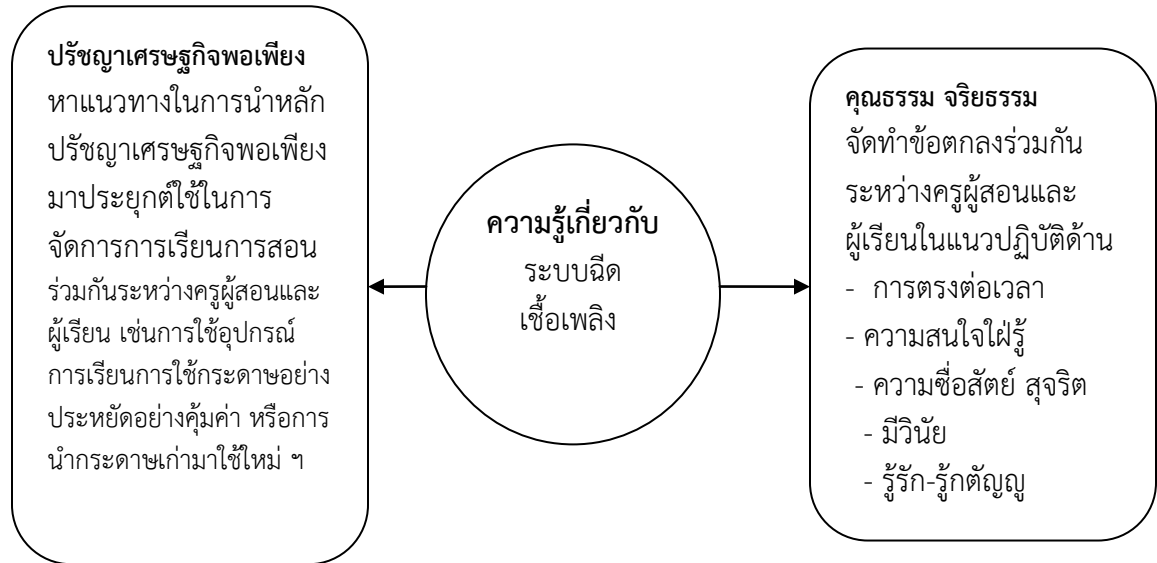 ปรัชญาเศรษฐกิจพอเพียง
หาแนวทางในการนำหลัก
ปรัชญาเศรษฐกิจพอเพียง
มาประยุกต์ใช้ในการ
จัดการการเรียนการสอน
ร่วมกันระหว่างครูผู้สอนและ
ผู้เรียน เช่นการใช้อุปกรณ์
การเรียนการใช้กระดาษอย่าง
ประหยัดอย่างคุ้มค่า หรือการ
นำกระดาษเก่ามาใช้ใหม่ ฯ
ความรู้เกี่ยวกับ
ระบบฉีด
เชื้อเพลิง
คุณธรรม จริยธรรม
จัดทำข้อตกลงร่วมกัน
ระหว่างครูผู้สอนและ
ผู้เรียนในแนวปฏิบัติด้าน
- การตรงต่อเวลา
- ความสนใจใฝ่รู้
- ความซื่อสัตย์ สุจริต
- มีวินัย
- รู้รัก-รู้กตัญญู